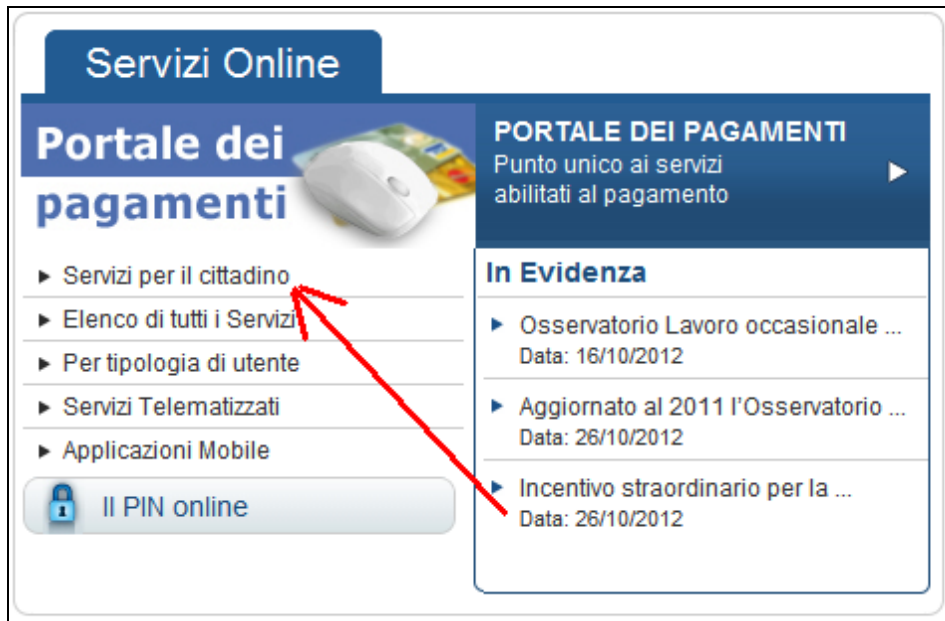 Servizi Online
Portale dei
pagamenti
PORTALE DEI PAGAMENTI
Punto unico ai servizi
abilitati al pagamento
Servizi per il cittadino
Elenco di tutti i Servizi
Per tipologia di utente
Servizi Telematizzati
Applicazioni Mobile
Il PIN online
In Evidenza
Osservatorio Lavoro occasionale ...
Data: 16/10/2012
Aggiornato al 2011 l'Osservatorio ...
Data: 26/10/2012
Incentivo straordinario per la ...
Data: 26/10/2012